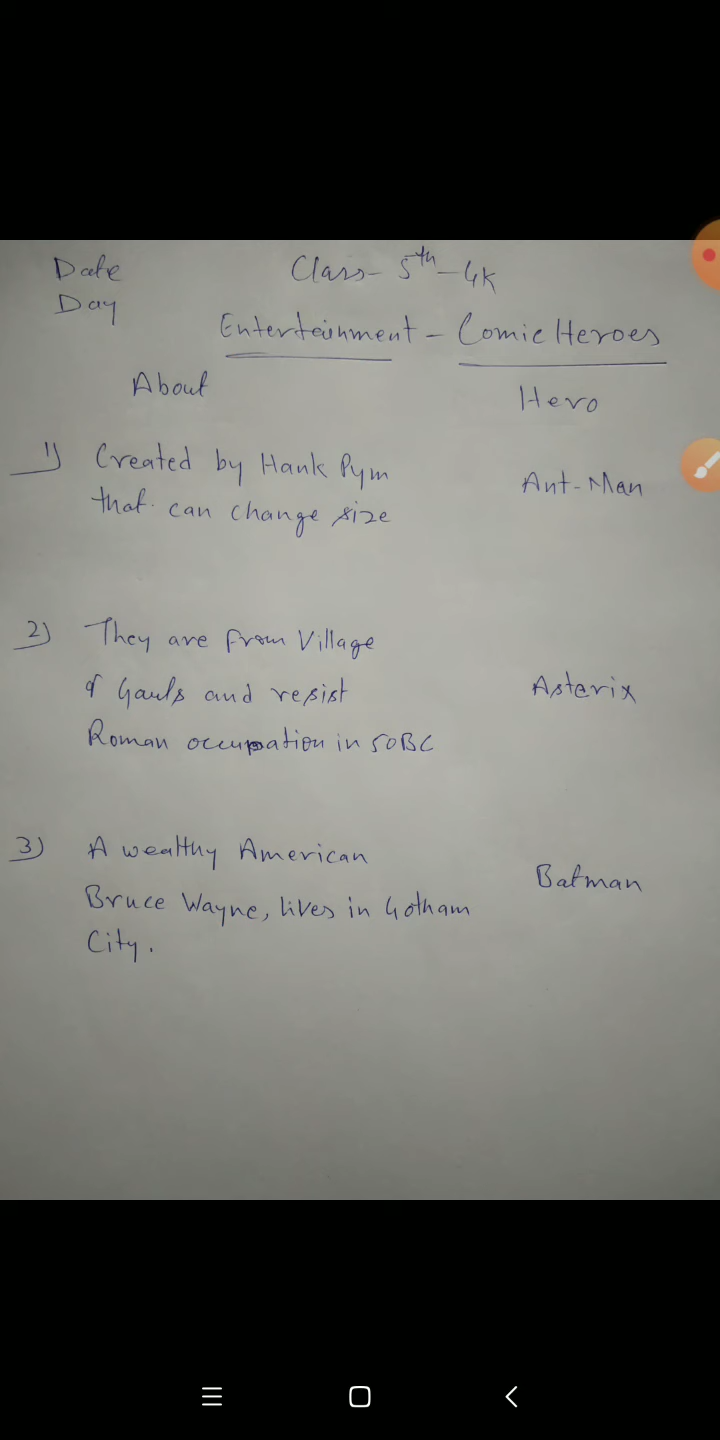 Date
Class- 5th - GK
Day
Entertainment - Comic Heroes
About
Hero
1) Created by Hank Pym
Ant-Man
that can change size
2) They are from Village
of Gauls and resist
Asterix
Roman occupation in 50BC
3) A wealthy American
Batman
Bruce Wayne, lives in Gotham
City.